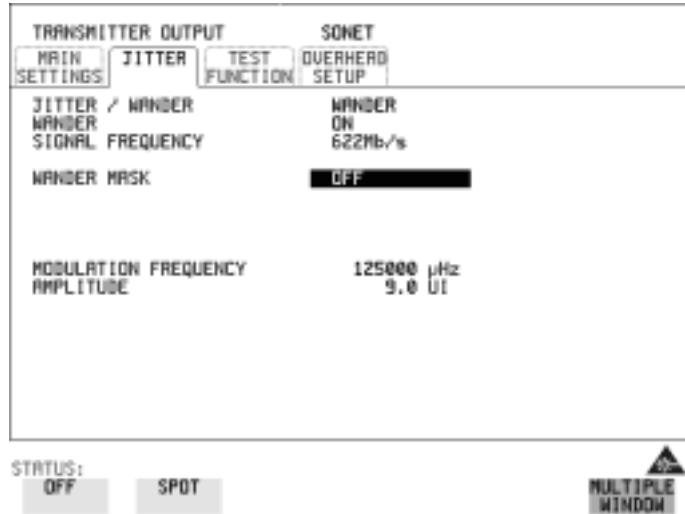 TRANSMITTER OUTPUT SONET
MAIN SETTINGS JITTER TEST FUNCTION OVERHEAD SETUP
JITTER / WANDER WANDER
WANDER ON
SIGNAL FREQUENCY 622Mb/s
WANDER MASK OFF
MODULATION FREQUENCY 125000 µHz
AMPLITUDE 9.0 UI
STATUS:
OFF SPOT MULTIPLE WINDOW